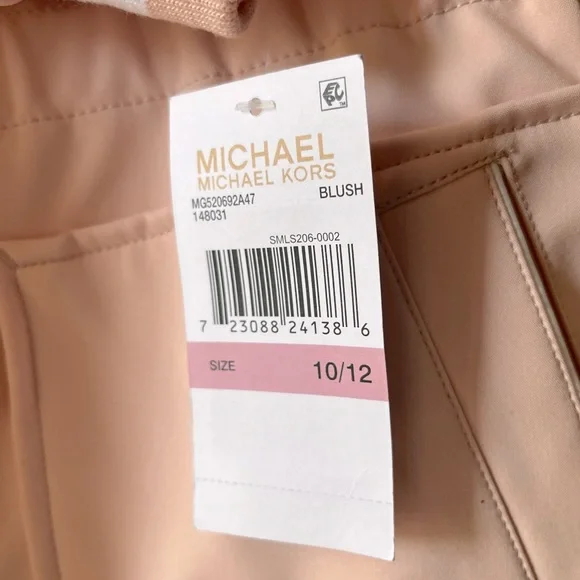 MICHAEL
MICHAEL KORS
MG520692A47 BLUSH
148031
SMLS206-0002
7 23088 24138 6
SIZE 10/12